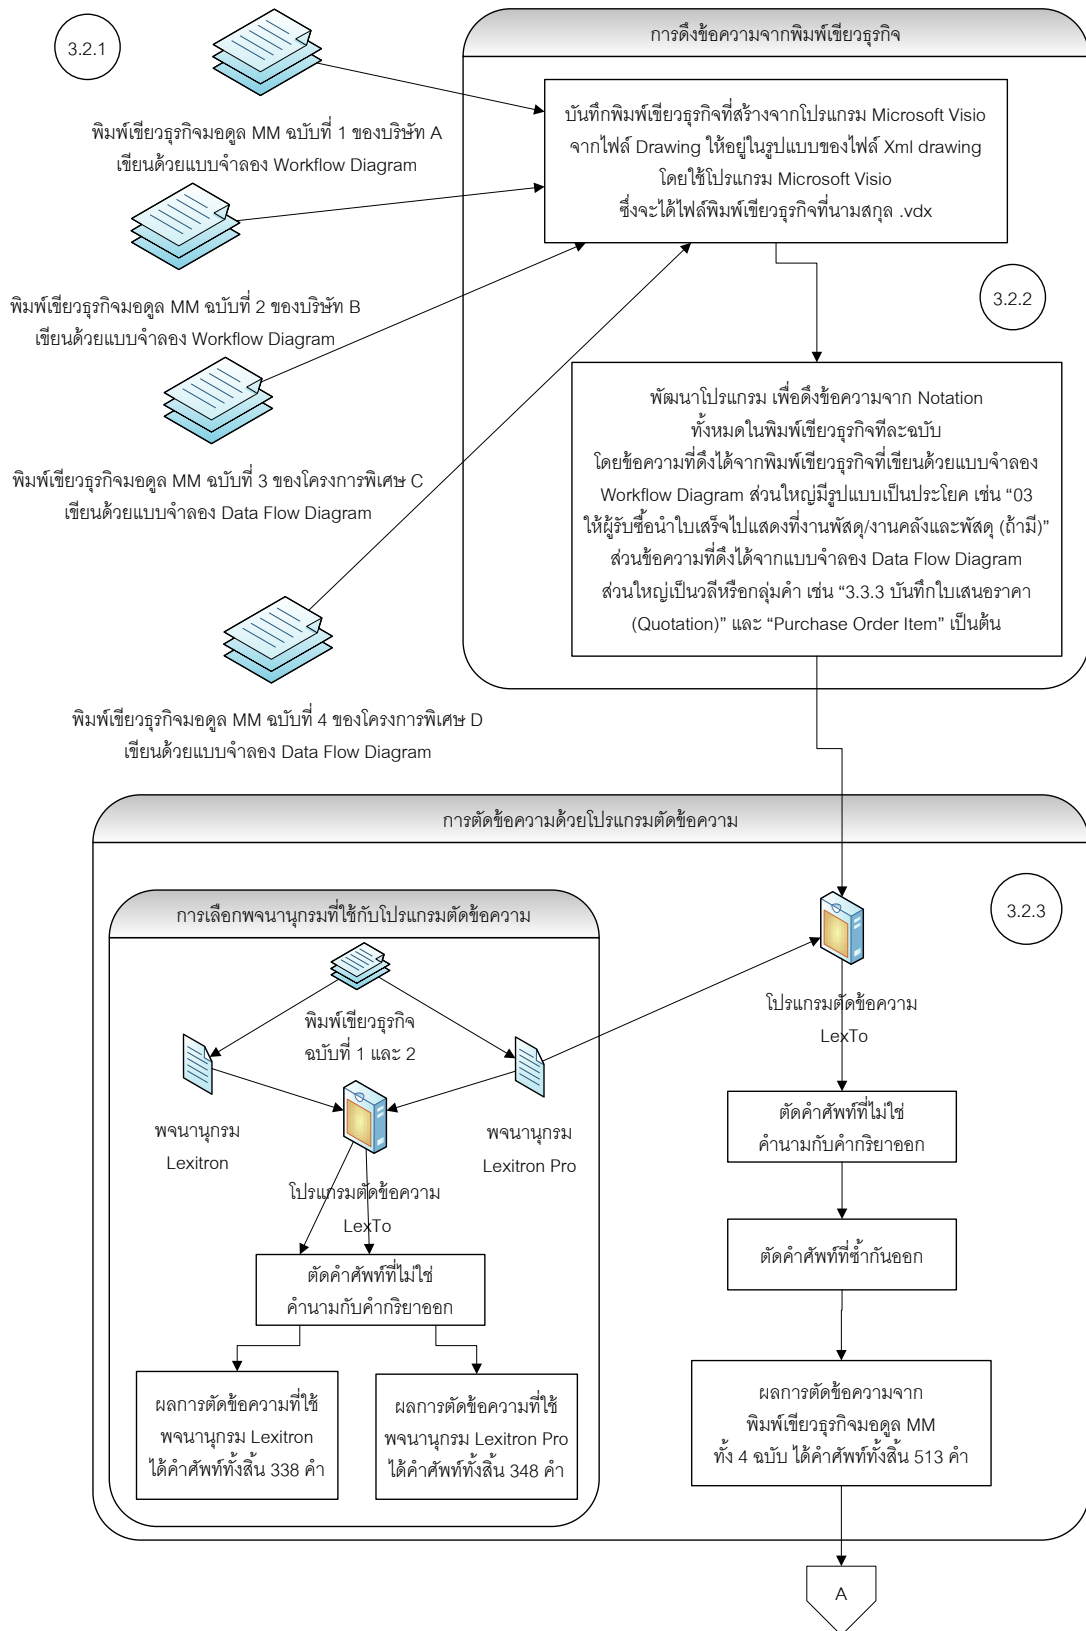 3.2.1
พิมพ์เขียวธุรกิจมอดูล MM ฉบับที่ 1 ของบริษัท A
เขียนด้วยแบบจำลอง Workflow Diagram
พิมพ์เขียวธุรกิจมอดูล MM ฉบับที่ 2 ของบริษัท B
เขียนด้วยแบบจำลอง Workflow Diagram
พิมพ์เขียวธุรกิจมอดูล MM ฉบับที่ 3 ของโครงการพิเศษ C
เขียนด้วยแบบจำลอง Data Flow Diagram
พิมพ์เขียวธุรกิจมอดูล MM ฉบับที่ 4 ของโครงการพิเศษ D
เขียนด้วยแบบจำลอง Data Flow Diagram
การดึงข้อความจากพิมพ์เขียวธุรกิจ
บันทึกพิมพ์เขียวธุรกิจที่สร้างจากโปรแกรม Microsoft Visio
จากไฟล์ Drawing ให้อยู่ในรูปแบบของไฟล์ Xml drawing
โดยใช้โปรแกรม Microsoft Visio
ซึ่งจะได้ไฟล์พิมพ์เขียวธุรกิจที่นามสกุล .vdx
3.2.2
พัฒนาโปรแกรม เพื่อดึงข้อความจาก Notation
ทั้งหมดในพิมพ์เขียวธุรกิจทีละฉบับ
โดยข้อความที่ดึงได้จากพิมพ์เขียวธุรกิจที่เขียนด้วยแบบจำลอง
Workflow Diagram ส่วนใหญ่มีรูปแบบเป็นประโยค เช่น “03
ให้ผู้รับซื้อนำใบเสร็จไปแสดงที่งานพัสดุ/งานคลังและพัสดุ (ถ้ามี)”
ส่วนข้อความที่ดึงได้จากแบบจำลอง Data Flow Diagram
ส่วนใหญ่เป็นวลีหรือกลุ่มคำ เช่น “3.3.3 บันทึกใบเสนอราคา
(Quotation)” และ “Purchase Order Item” เป็นต้น
การตัดข้อความด้วยโปรแกรมตัดข้อความ
3.2.3
การเลือกพจนานุกรมที่ใช้กับโปรแกรมตัดข้อความ
พิมพ์เขียวธุรกิจ
ฉบับที่ 1 และ 2
พจนานุกรม
Lexitron
พจนานุกรม
Lexitron Pro
โปรแกรมตัดข้อความ
LexTo
ตัดคำศัพท์ที่ไม่ใช่
คำนามกับคำกริยาออก
ผลการตัดข้อความที่ใช้
พจนานุกรม Lexitron
ได้คำศัพท์ทั้งสิ้น 338 คำ
ผลการตัดข้อความที่ใช้
พจนานุกรม Lexitron Pro
ได้คำศัพท์ทั้งสิ้น 348 คำ
โปรแกรมตัดข้อความ
LexTo
ตัดคำศัพท์ที่ไม่ใช่
คำนามกับคำกริยาออก
ตัดคำศัพท์ที่ซ้ำกันออก
ผลการตัดข้อความจาก
พิมพ์เขียวธุรกิจมอดูล MM
ทั้ง 4 ฉบับ ได้คำศัพท์ทั้งสิ้น 513 คำ
A